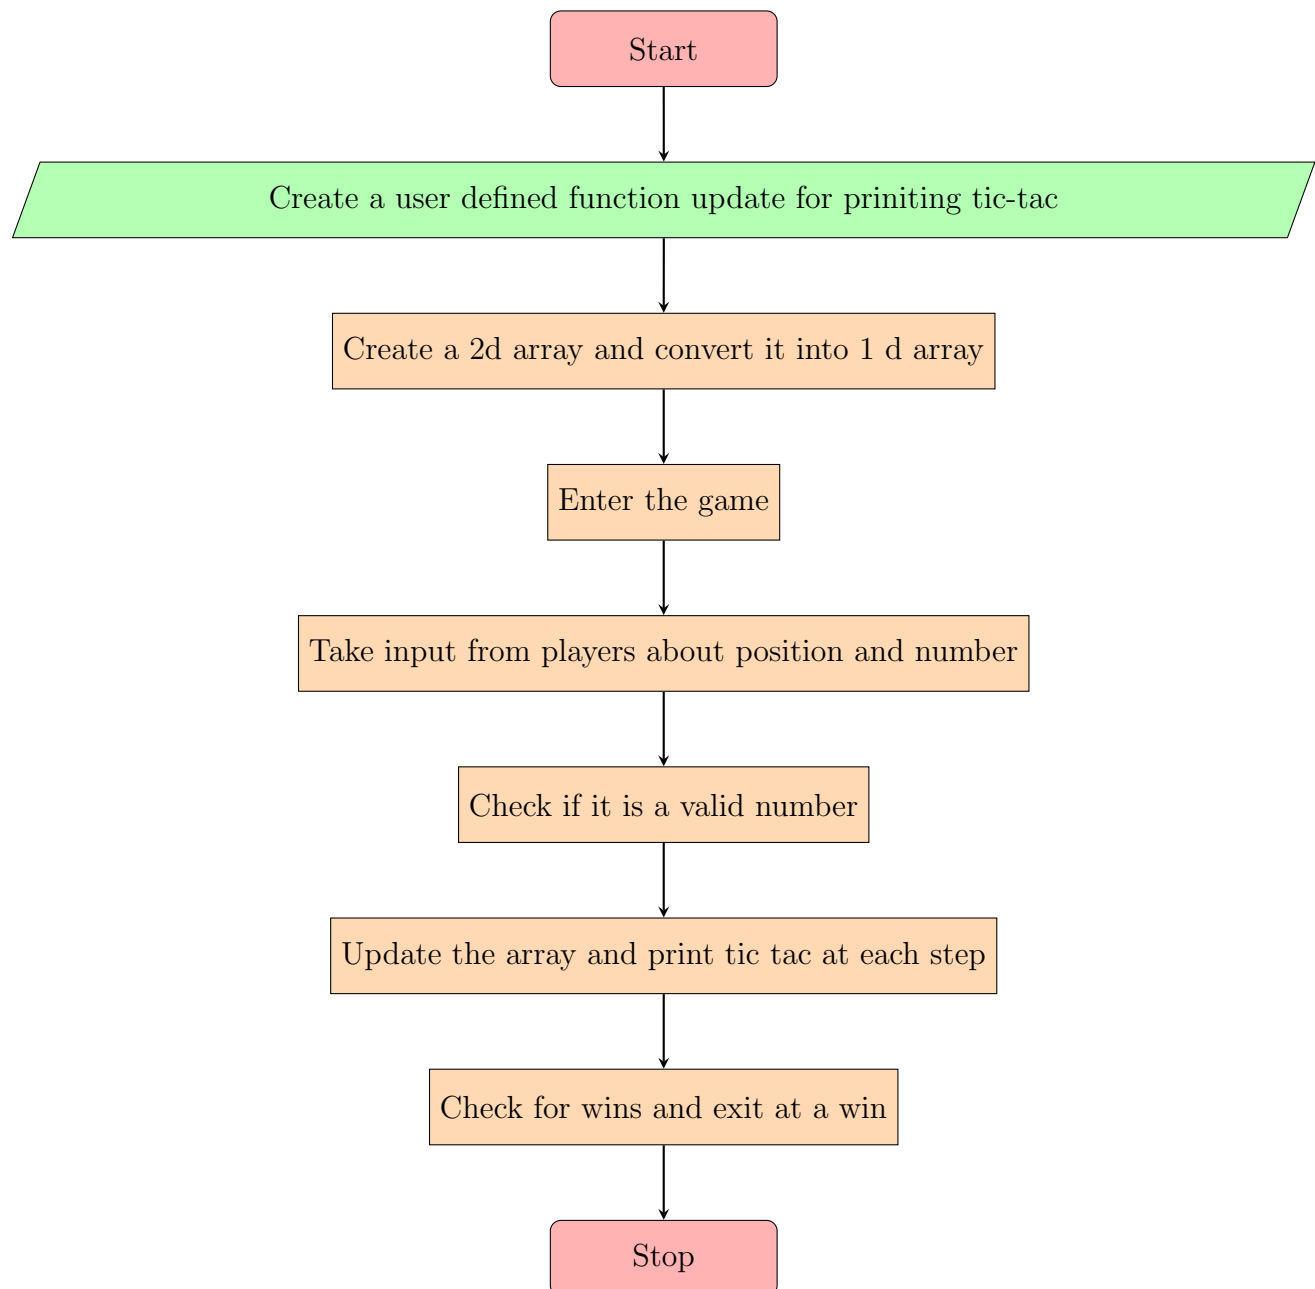 Start
Create a user defined function update for priniting tic-tac
Create a 2d array and convert it into 1 d array
Enter the game
Take input from players about position and number
Check if it is a valid number
Update the array and print tic tac at each step
Check for wins and exit at a win
Stop